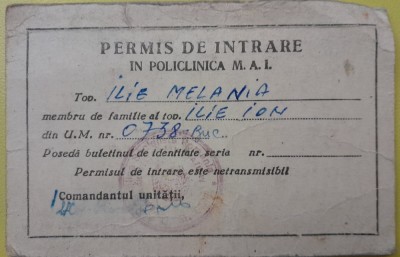 PERMIS DE INTRARE
IN POLICLINICA M. A. I.
Tov. ILIE MELANIA
membru de familie al tov. ILIE ION
din U.M. nr. 0738 Buc.
Posedă buletinul de identitate seria nr.
Permisul de intrare este netransmisibil
Comandantul unității,